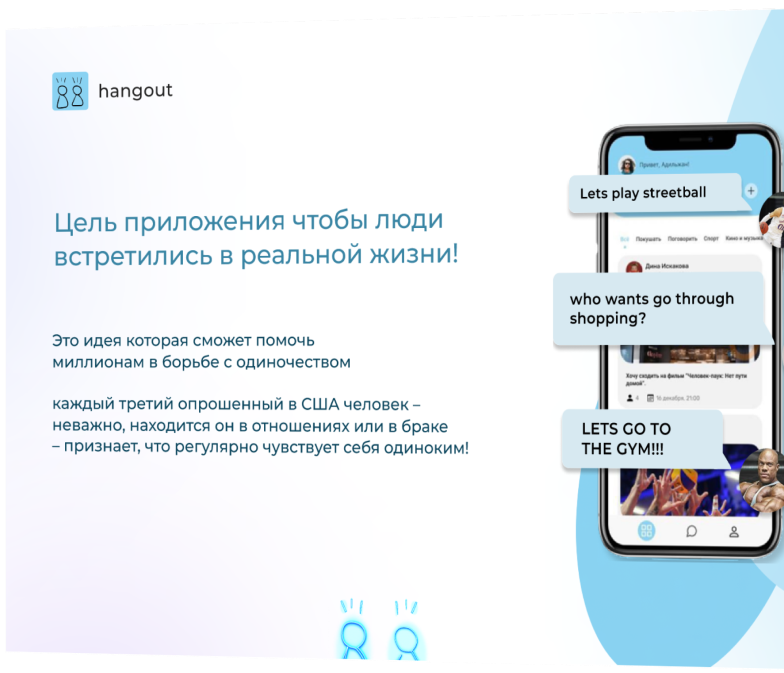 hangout
Цель приложения чтобы люди
встретились в реальной жизни!
Это идея которая сможет помочь
миллионам в борьбе с одиночеством
каждый третий опрошенный в США человек –
неважно, находится он в отношениях или в браке
– признает, что регулярно чувствует себя одиноким!
Привет, Адильжан!
Lets play streetball
Все Покушать Поговорить Спорт Кино и музыка
Дина Искакова
who wants go through
shopping?
Хочу сходить на фильм "Человек-паук: Нет пути
домой".
4 16 декабря, 21:00
LETS GO TO
THE GYM!!!